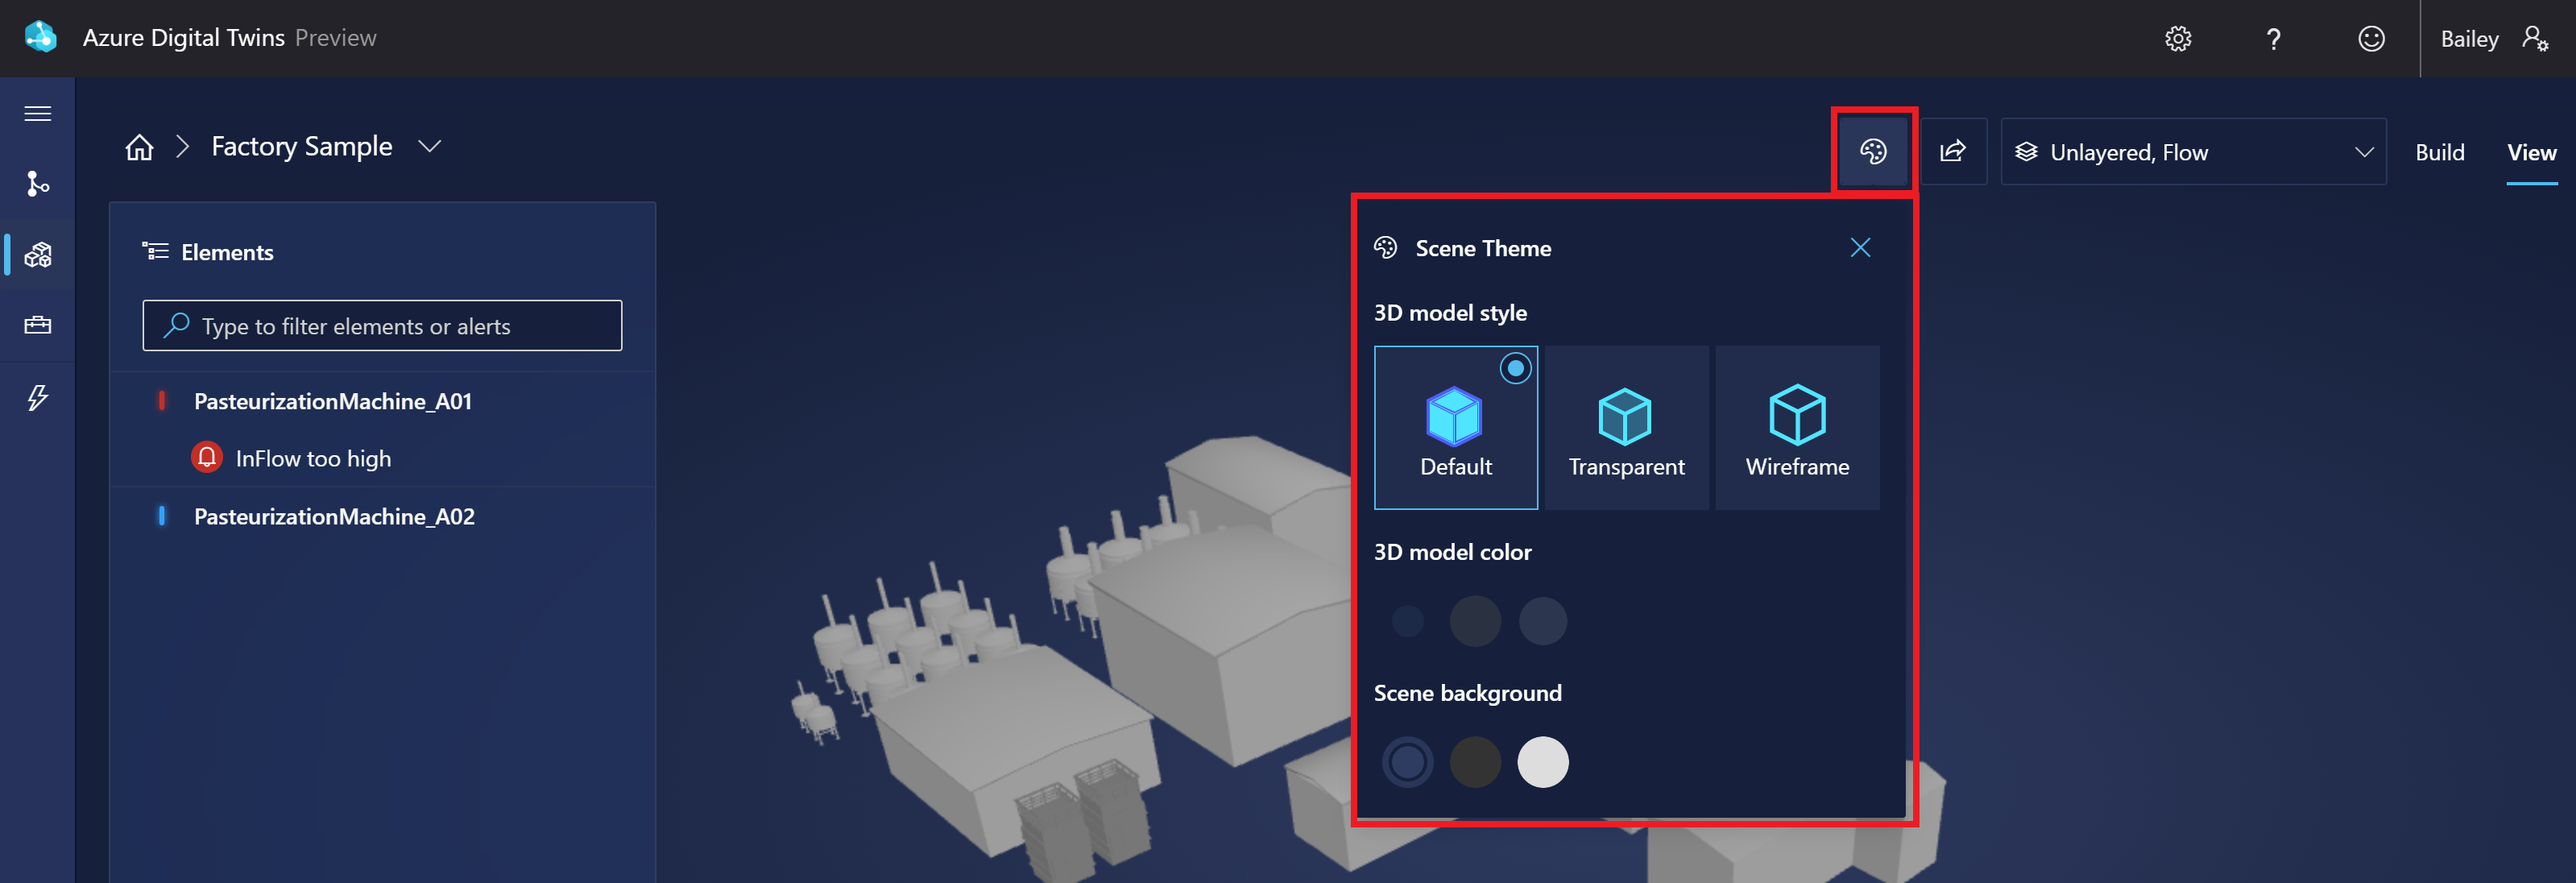 Azure Digital Twins Preview
?
Bailey
Factory Sample
Unlayered, Flow
Build
View
Elements
Type to filter elements or alerts
PasteurizationMachine_A01
InFlow too high
PasteurizationMachine_A02
Scene Theme
3D model style
Default
Transparent
Wireframe
3D model color
Scene background